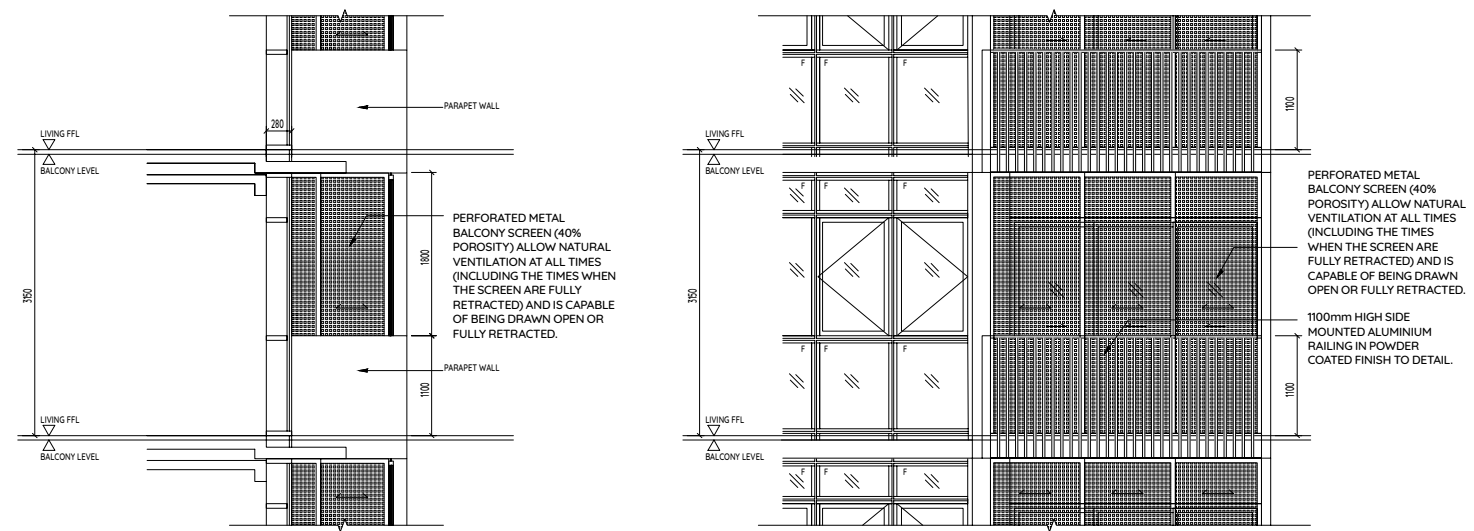 280
PARAPET WALL
LIVING FFL
BALCONY LEVEL
3150
1800
PERFORATED METAL
BALCONY SCREEN (40%
POROSITY) ALLOW NATURAL
VENTILATION AT ALL TIMES
(INCLUDING THE TIMES WHEN
THE SCREEN ARE FULLY
RETRACTED) AND IS CAPABLE
OF BEING DRAWN OPEN OR
FULLY RETRACTED.
PARAPET WALL
1100
LIVING FFL
BALCONY LEVEL
F F F
1100
LIVING FFL
BALCONY LEVEL
3150
F F F
PERFORATED METAL
BALCONY SCREEN (40%
POROSITY) ALLOW NATURAL
VENTILATION AT ALL TIMES
(INCLUDING THE TIMES
WHEN THE SCREEN ARE
FULLY RETRACTED) AND IS
CAPABLE OF BEING DRAWN
OPEN OR FULLY RETRACTED.
1100mm HIGH SIDE
MOUNTED ALUMINIUM
RAILING IN POWDER
COATED FINISH TO DETAIL.
F F F
1100
LIVING FFL
BALCONY LEVEL
F F F